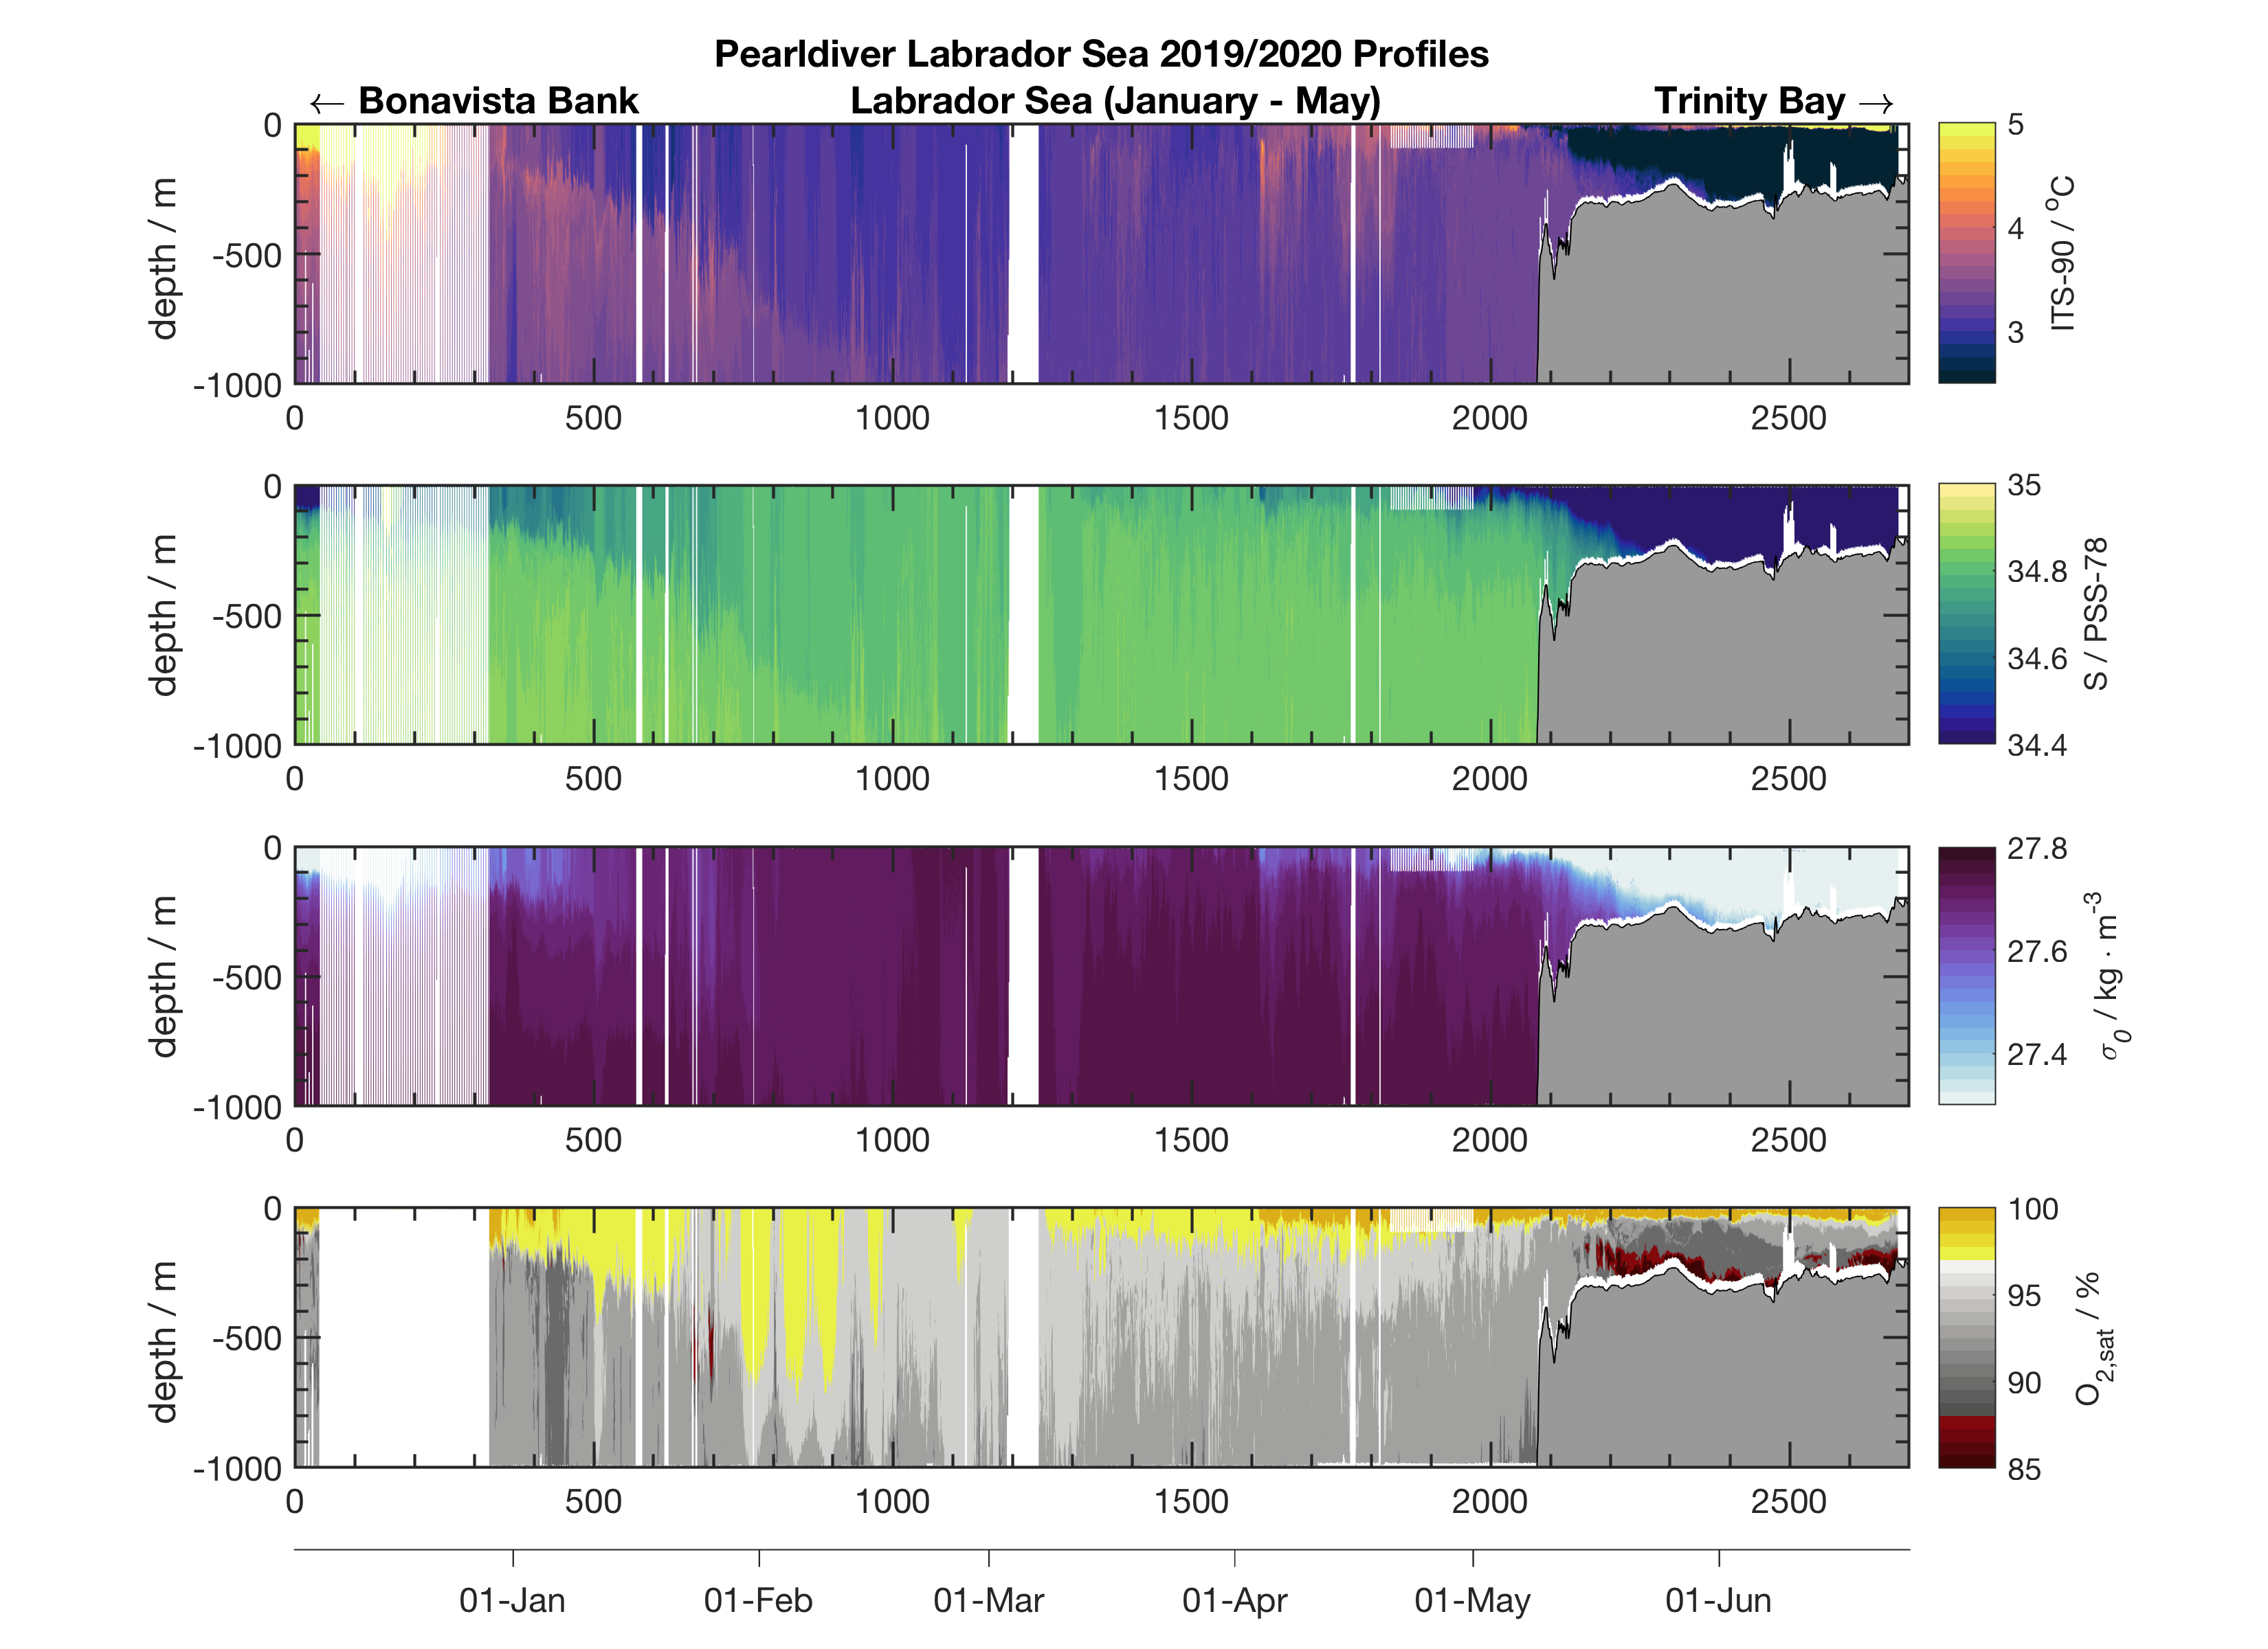 Pearldiver Labrador Sea 2019/2020 Profiles
← Bonavista Bank Labrador Sea (January - May) Trinity Bay →
0
-500
-1000
depth / m
0 500 1000 1500 2000 2500
5
4
3
ITS-90 / °C
0
-500
-1000
depth / m
0 500 1000 1500 2000 2500
35
34.8
34.6
34.4
S / PSS-78
0
-500
-1000
depth / m
0 500 1000 1500 2000 2500
27.8
27.6
27.4
σ₀ / kg · m⁻³
0
-500
-1000
depth / m
0 500 1000 1500 2000 2500
100
95
90
85
O₂,sat / %
01-Jan 01-Feb 01-Mar 01-Apr 01-May 01-Jun